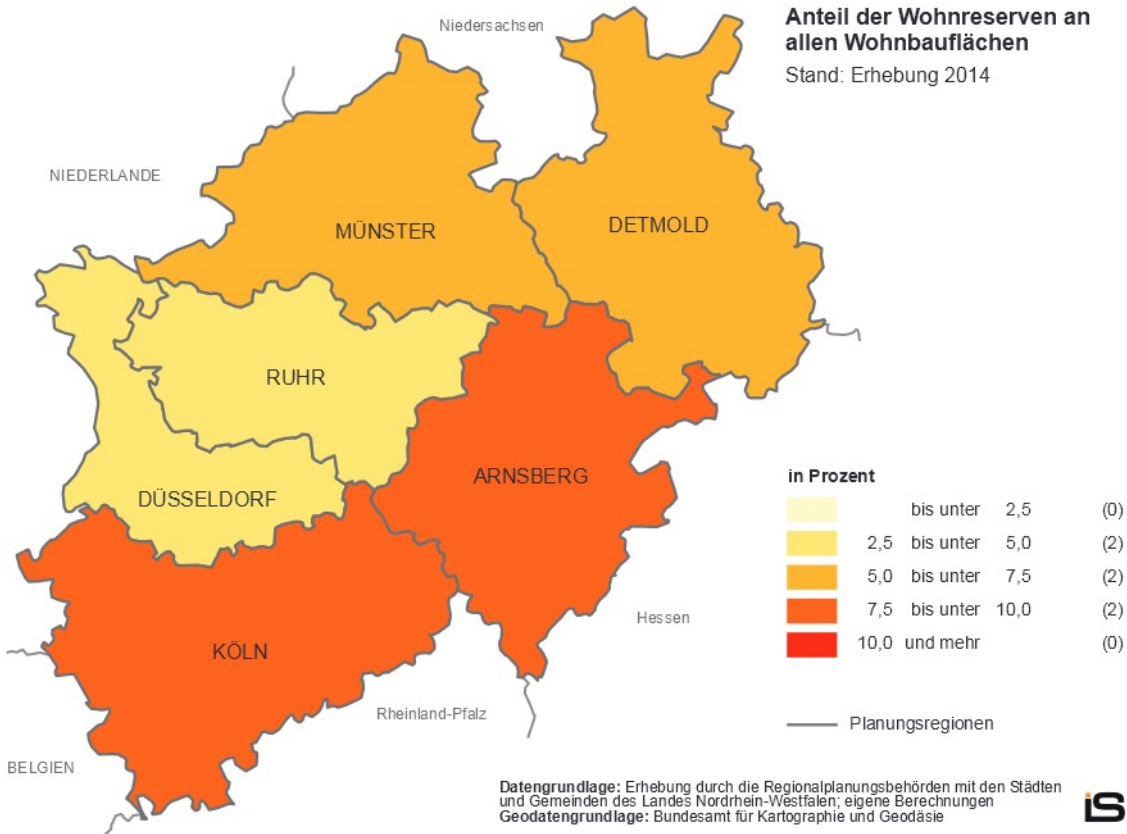 Niedersachsen
Anteil der Wohnreserven an
allen Wohnbauflächen
Stand: Erhebung 2014
NIEDERLANDE
MÜNSTER
DETMOLD
RUHR
ARNSBERG
DÜSSELDORF
KÖLN
Hessen
Rheinland-Pfalz
BELGIEN
in Prozent
bis unter 2,5 (0)
2,5 bis unter 5,0 (2)
5,0 bis unter 7,5 (2)
7,5 bis unter 10,0 (2)
10,0 und mehr (0)
Planungsregionen
Datengrundlage: Erhebung durch die Regionalplanungsbehörden mit den Städten
und Gemeinden des Landes Nordrhein-Westfalen; eigene Berechnungen
Geodatengrundlage: Bundesamt für Kartographie und Geodäsie
iS